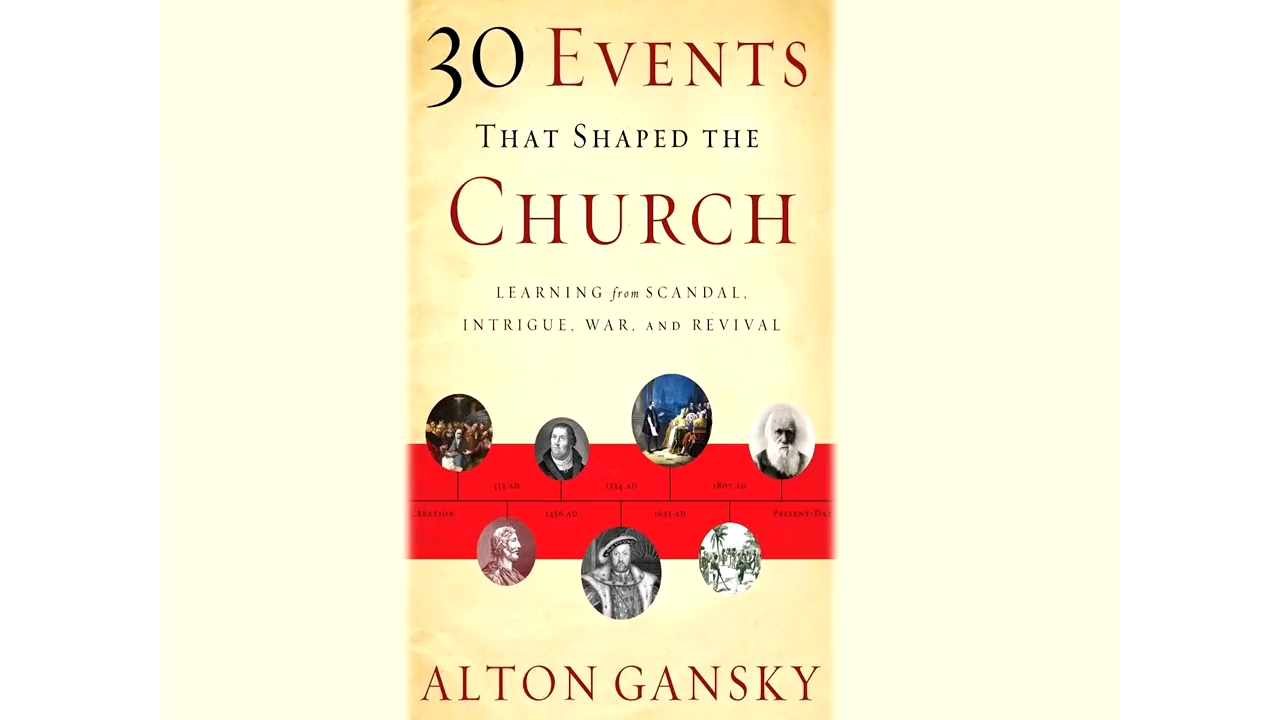 30 EVENTS
THAT SHAPED THE
CHURCH
LEARNING from SCANDAL,
INTRIGUE, WAR, AND REVIVAL
313 AD 1534 AD 1807 AD
CREATION 1456 AD 1633 AD PRESENT-DAY
ALTON GANSKY